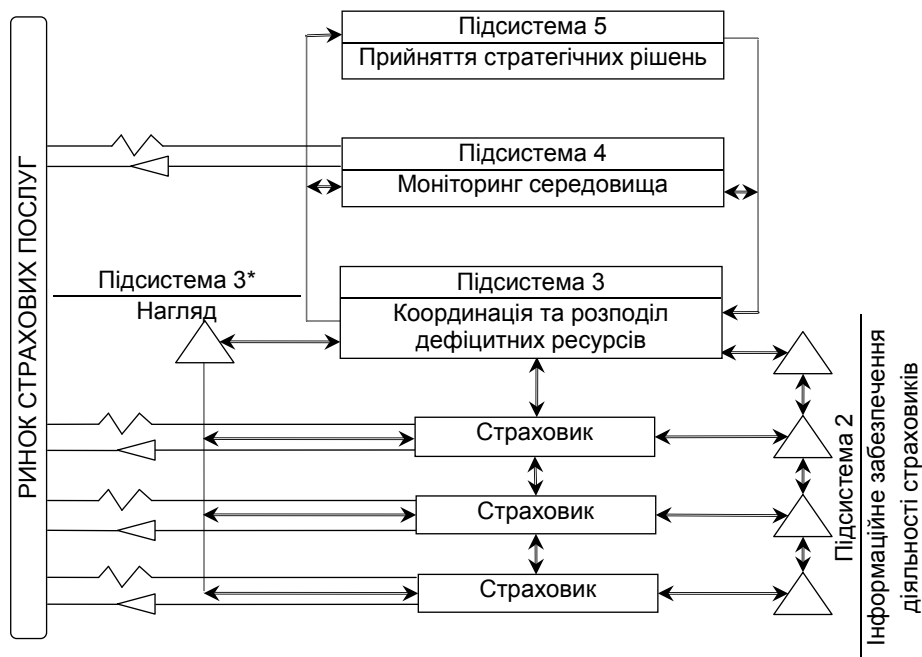 РИНОК СТРАХОВИХ ПОСЛУГ
Підсистема 5
Прийняття стратегічних рішень
Підсистема 4
Моніторинг середовища
Підсистема 3*
Нагляд
Підсистема 3
Координація та розподіл
дефіцитних ресурсів
Страховик
Страховик
Страховик
Підсистема 2
Інформаційне забезпечення
діяльності страховиків